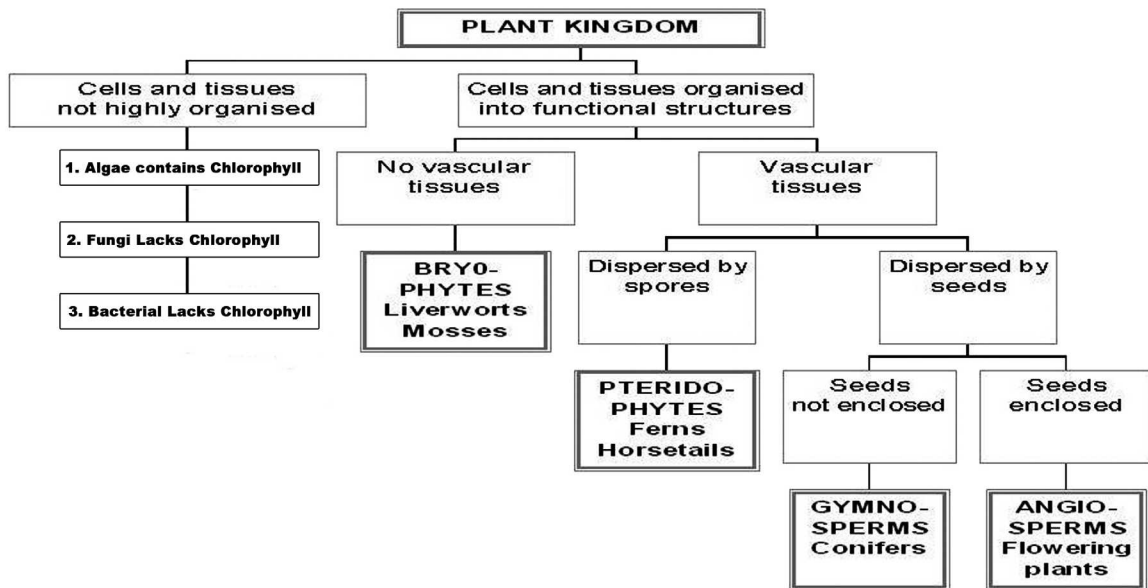 PLANT KINGDOM
Cells and tissues
not highly organised
Cells and tissues organised
into functional structures
1. Algae contains Chlorophyll
2. Fungi Lacks Chlorophyll
3. Bacterial Lacks Chlorophyll
No vascular
tissues
Vascular
tissues
BRY0-
PHYTES
Liverworts
Mosses
Dispersed by
spores
Dispersed by
seeds
PTERIDO-
PHYTES
Ferns
Horsetails
Seeds
not enclosed
Seeds
enclosed
GYMNO-
SPERMS
Conifers
ANGIO-
SPERMS
Flowering
plants